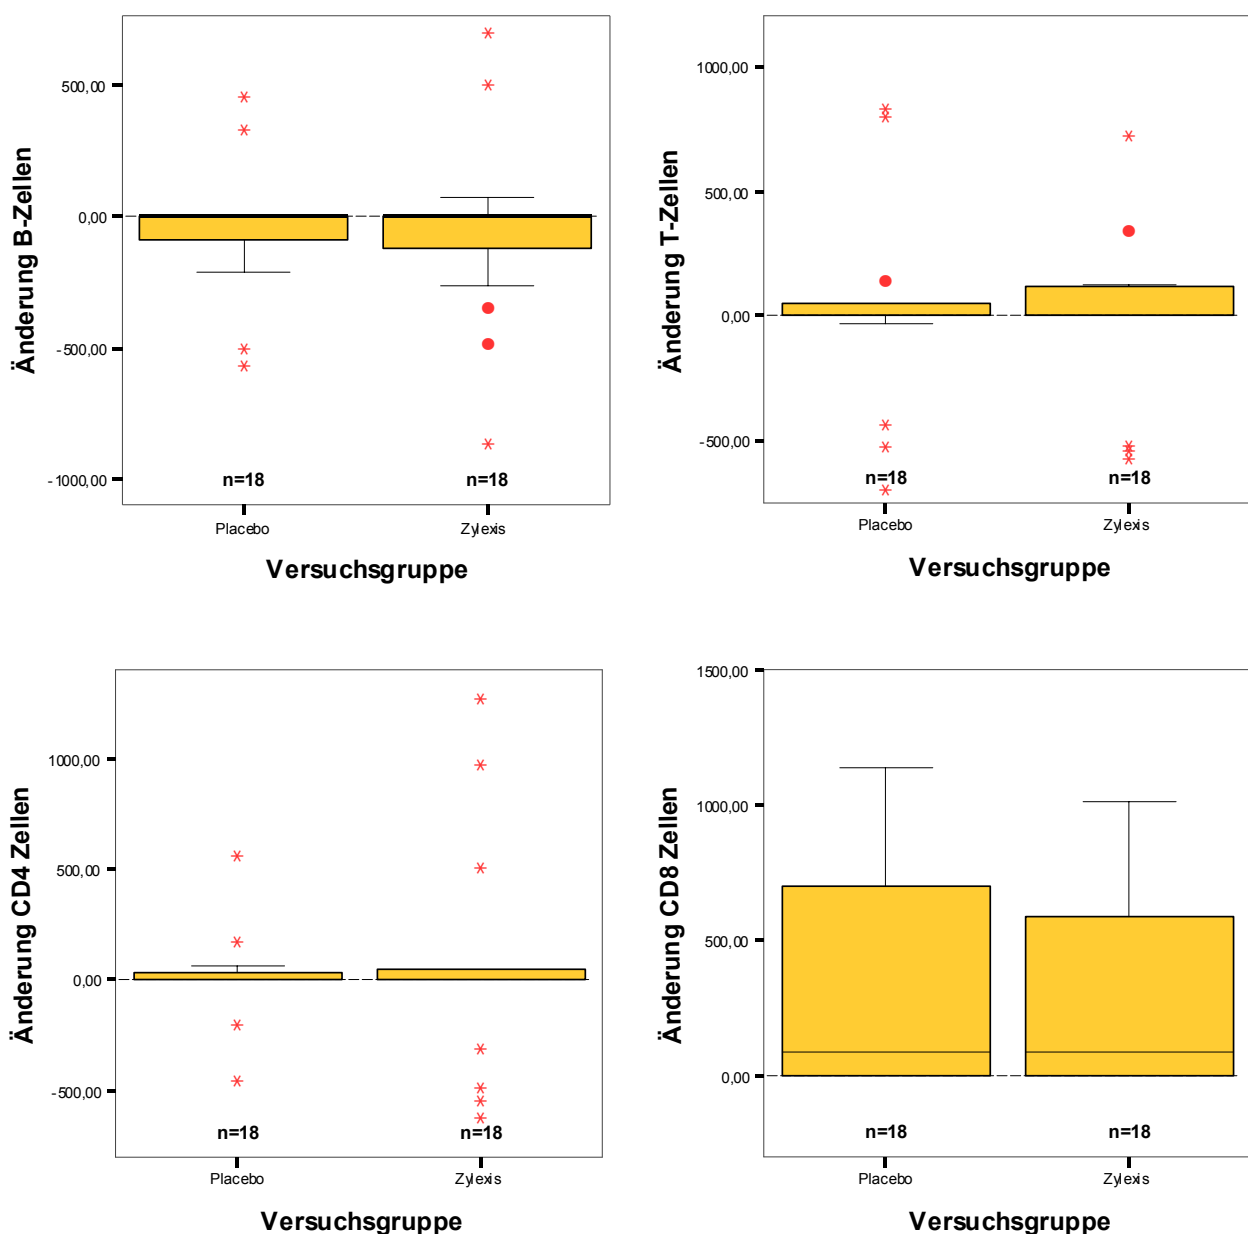 Änderung B-Zellen
500,00
0,00
-500,00
-1000,00
n=18
n=18
Placebo
Zylexis
Versuchsgruppe
Änderung T-Zellen
1000,00
500,00
0,00
-500,00
n=18
n=18
Placebo
Zylexis
Versuchsgruppe
Änderung CD4 Zellen
1000,00
500,00
0,00
-500,00
n=18
n=18
Placebo
Zylexis
Versuchsgruppe
Änderung CD8 Zellen
1500,00
1000,00
500,00
0,00
n=18
n=18
Placebo
Zylexis
Versuchsgruppe